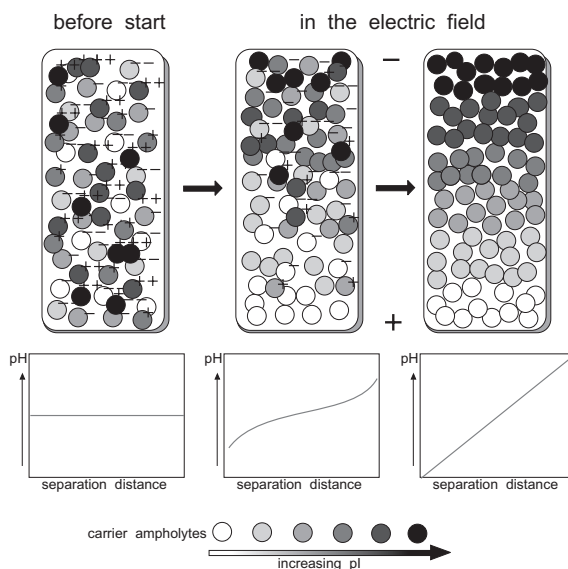 before start
in the electric field
−
+
pH
separation distance
pH
separation distance
pH
separation distance
carrier ampholytes
increasing pI